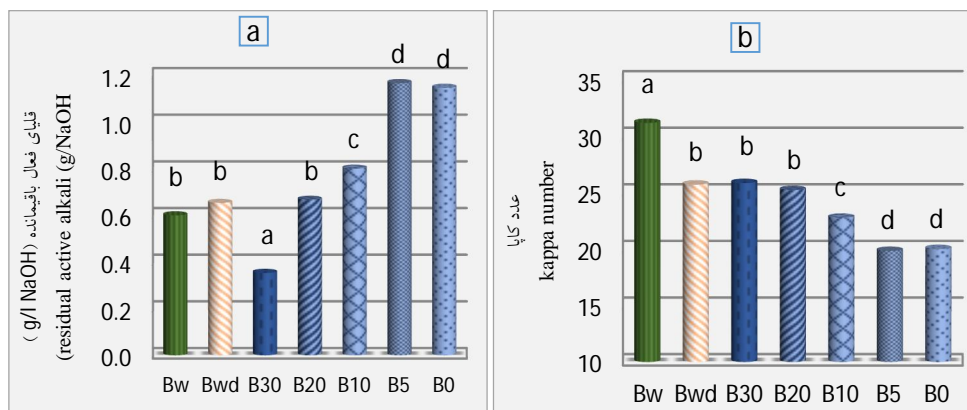 a
قلیای فعال باقیمانده (g/l NaOH)
(residual active alkali (g/NaOH
1.2
1.0
0.8
0.6
0.4
0.2
0.0
b b a b c d d
Bw Bwd B30 B20 B10 B5 B0
b
عدد کاپا
kappa number
35
30
25
20
15
10
a b b b c d d
Bw Bwd B30 B20 B10 B5 B0